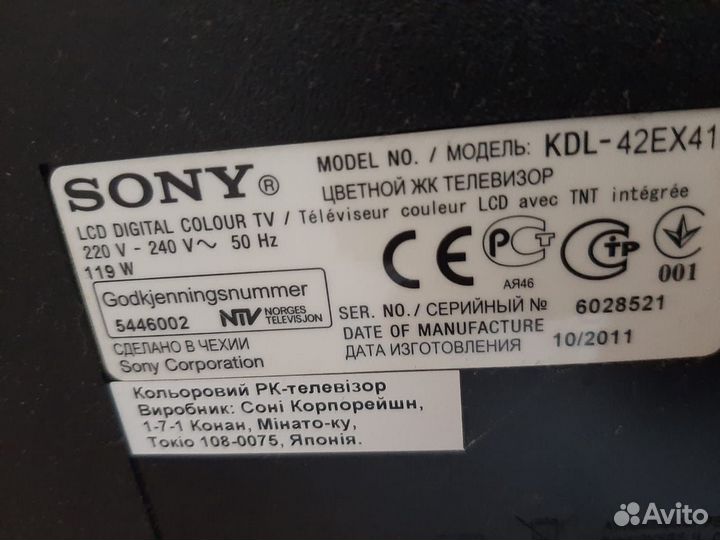 SONY®
MODEL NO. / МОДЕЛЬ: KDL-42EX41
ЦВЕТНОЙ ЖК ТЕЛЕВИЗОР
LCD DIGITAL COLOUR TV / Téléviseur couleur LCD avec TNT intégrée
220 V - 240 V~ 50 Hz
119 W
CE
РСТ
АЯ46
001
Godkjenningsnummer
5446002 NTV NORGES TELEVISJON
SER. NO./ СЕРИЙНЫЙ № 6028521
DATE OF MANUFACTURE
ДАТА ИЗГОТОВЛЕНИЯ 10/2011
СДЕЛАНО В ЧЕХИИ
Sony Corporation
Кольоровий РК-телевізор
Виробник: Соні Корпорейшн,
1-7-1 Конан, Мінато-ку,
Токіо 108-0075, Японія.
Avito